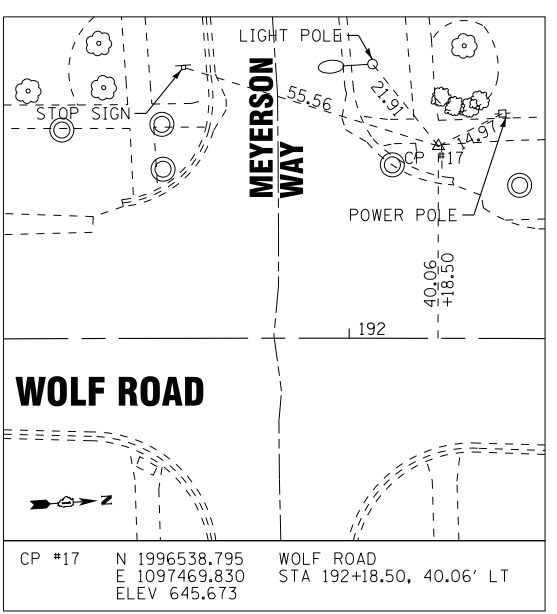 LIGHT POLE
MEYERSON
WAY
55.56
21.91
STOP SIGN
14.97
CP #17
POWER POLE
40.06
+18.50
192
WOLF ROAD
N
CP #17 N 1996538.795 WOLF ROAD
E 1097469.830 STA 192+18.50, 40.06' LT
ELEV 645.673